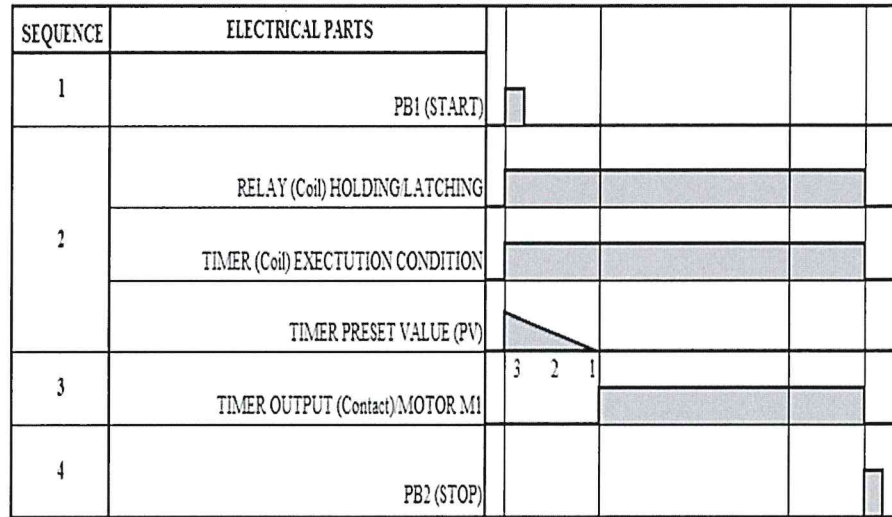 SEQUENCE ELECTRICAL PARTS
1 PB1 (START)
RELAY (Coil) HOLDING/LATCHING
2 TIMER (Coil) EXECTUTION CONDITION
TIMER PRESET VALUE (PV)
3 2 1
3 TIMER OUTPUT (Contact)/MOTOR M1
4 PB2 (STOP)